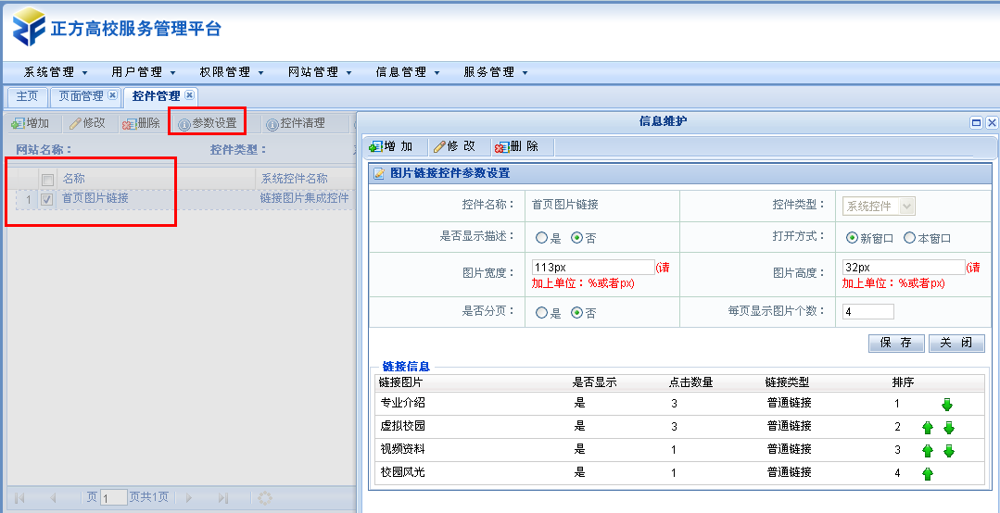 正方高校服务管理平台
系统管理 用户管理 权限管理 网站管理 信息管理 服务管理
主页 页面管理 控件管理
增加 修改 删除 参数设置 控件清理
网站名称： 控件类型：
名称 系统控件名称
1 首页图片链接 链接图片集成控件
页 1 页共1页
信息维护
增 加 修 改 删 除
图片链接控件参数设置
控件名称： 首页图片链接 控件类型： 系统控件
是否显示描述： 是 否 打开方式： 新窗口 本窗口
图片宽度： 113px (请加上单位：%或者px) 图片高度： 32px (请加上单位：%或者px)
是否分页： 是 否 每页显示图片个数： 4
保 存 关 闭
链接信息
链接图片 是否显示 点击数量 链接类型 排序
专业介绍 是 3 普通链接 1
虚拟校园 是 3 普通链接 2
视频资料 是 1 普通链接 3
校园风光 是 1 普通链接 4